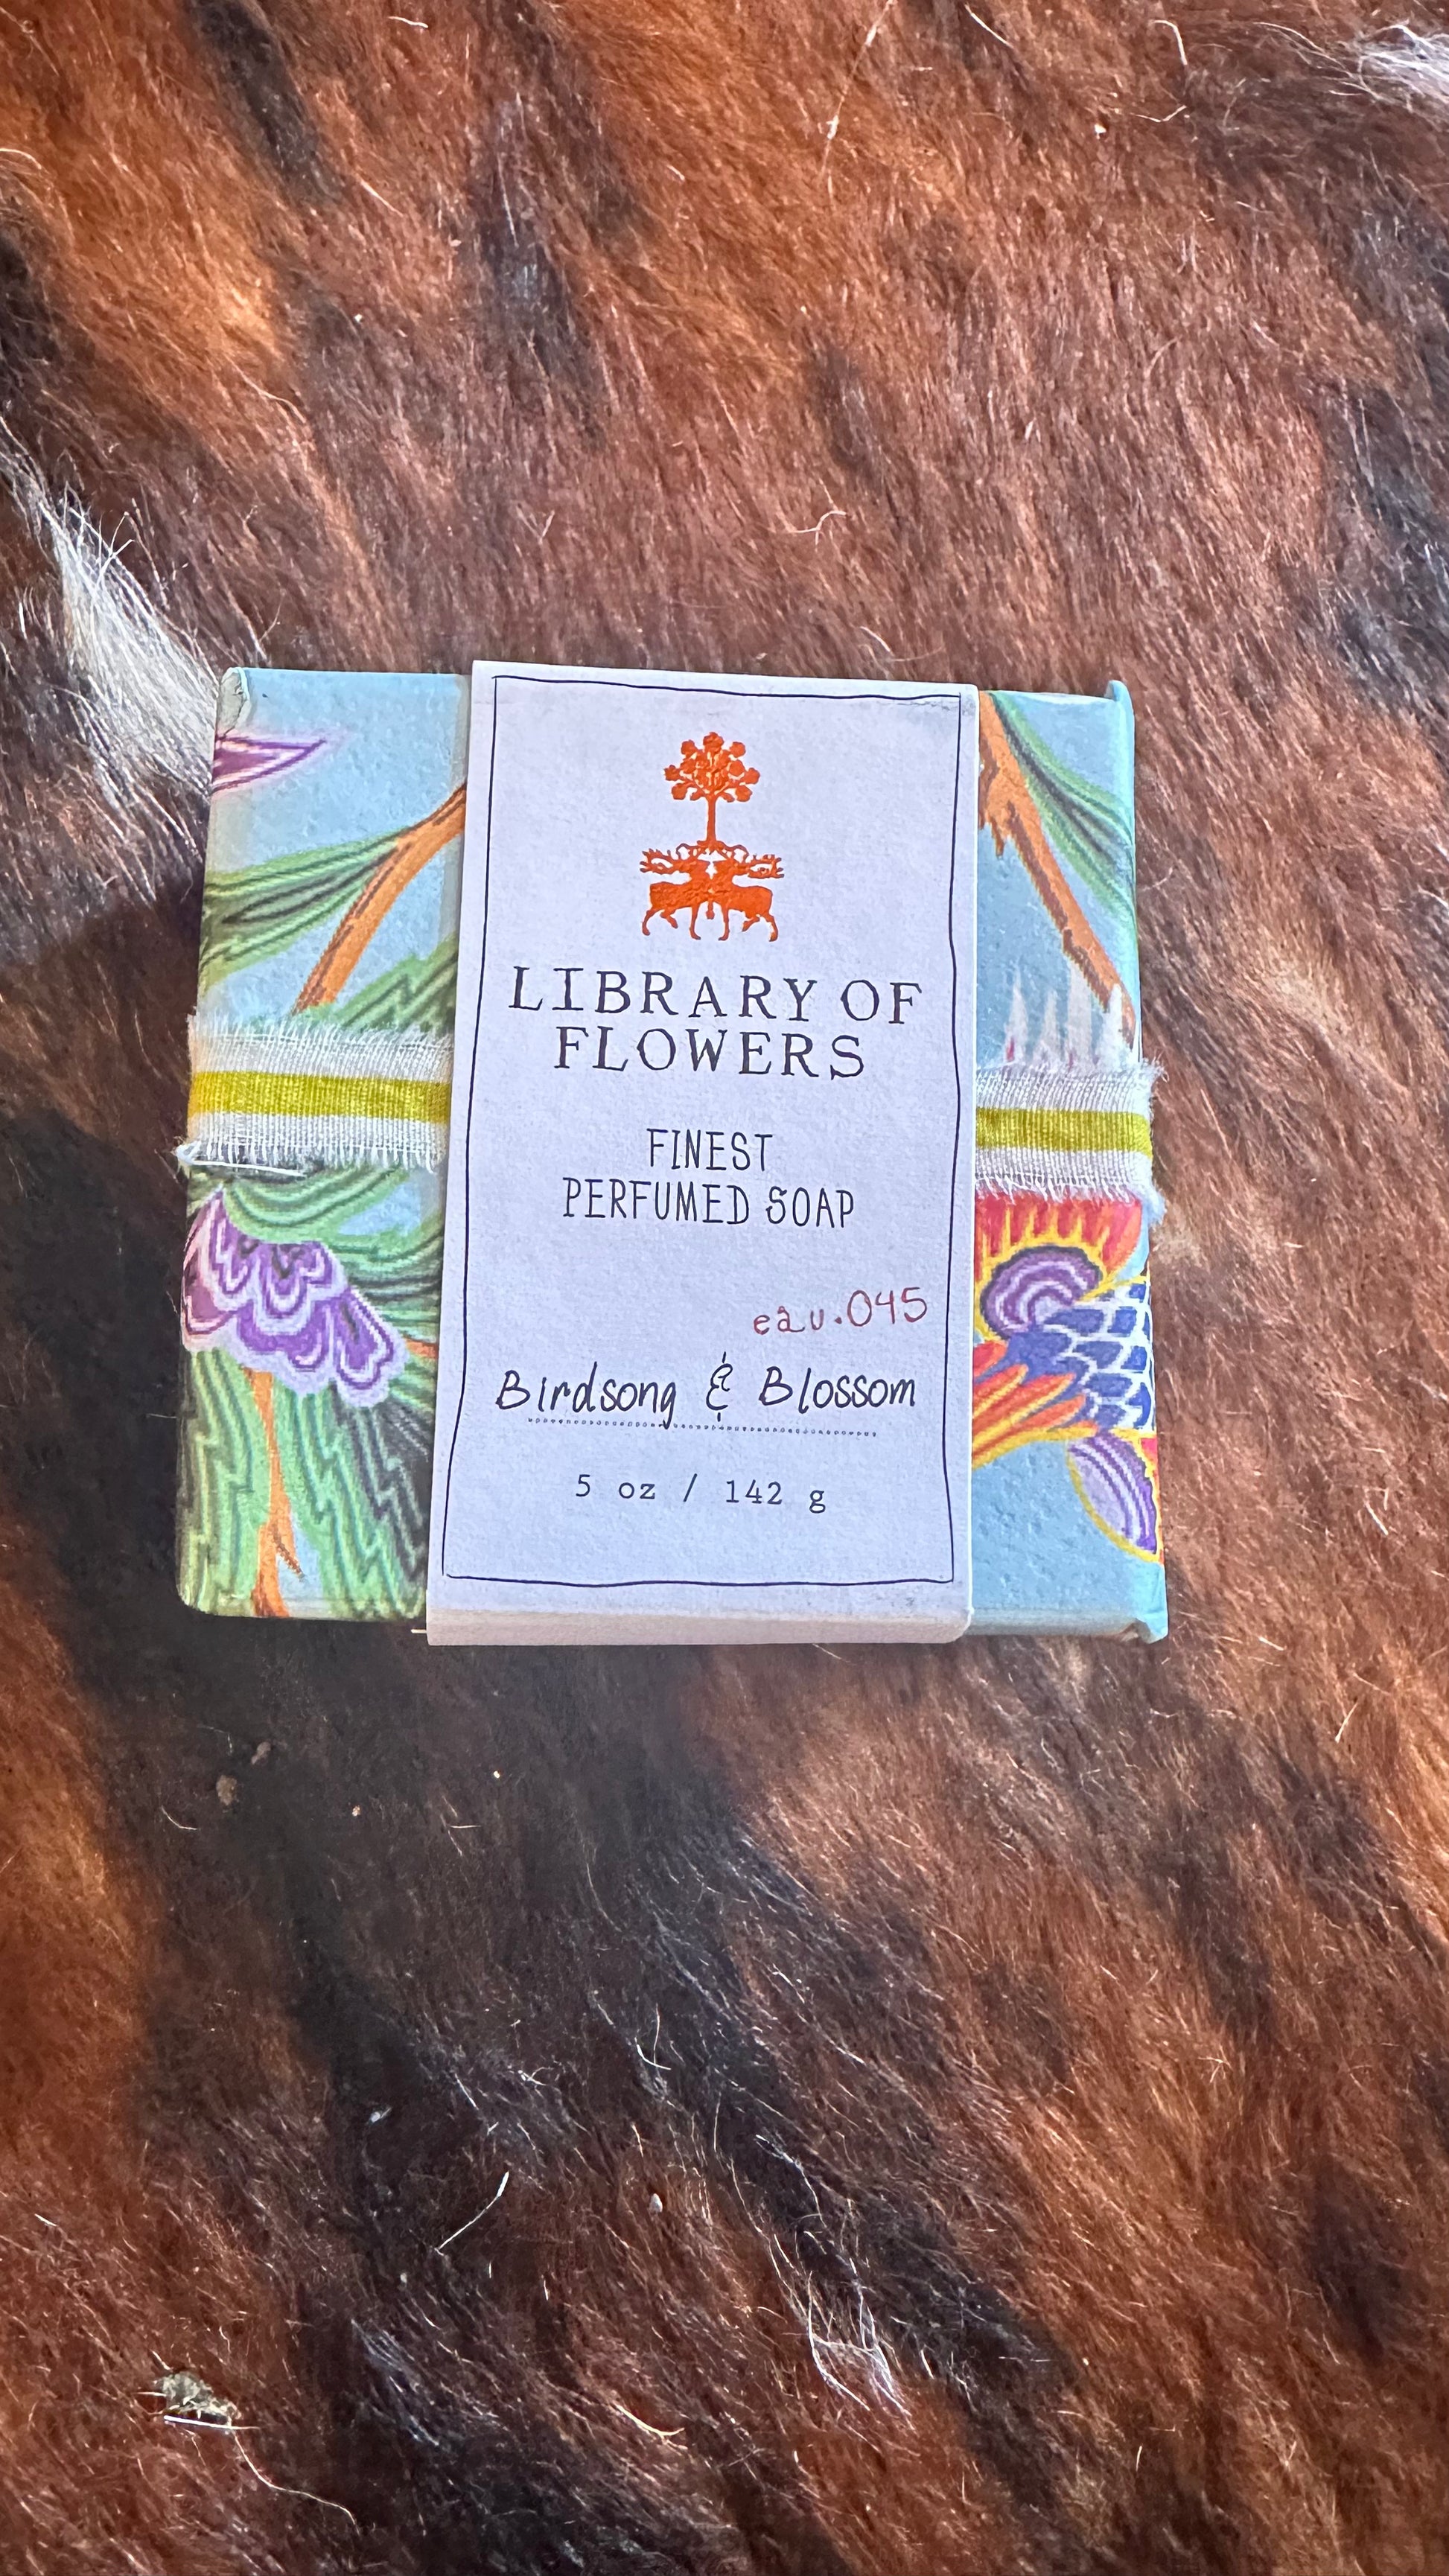 LIBRARY OF
FLOWERS
FINEST
PERFUMED SOAP
eau.045
Birdsong & Blossom
5 oz / 142 g